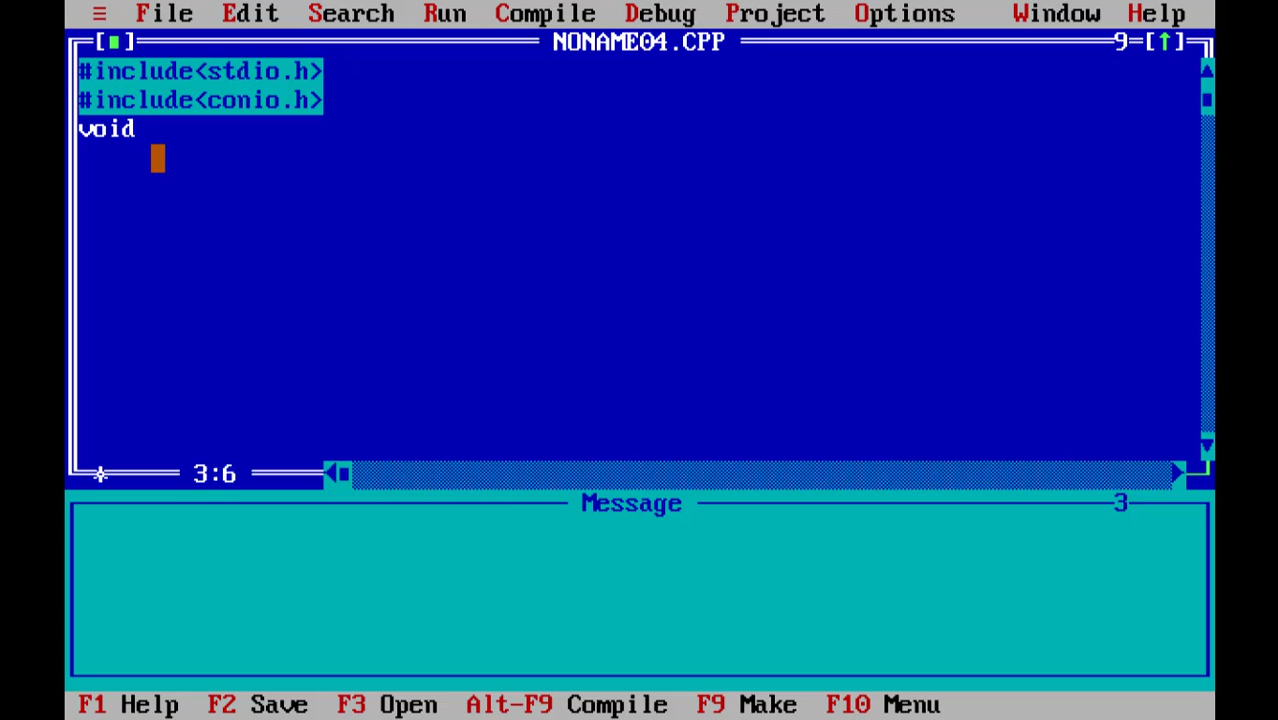 ≡ File Edit Search Run Compile Debug Project Options Window Help
[■] NONAME04.CPP 9=[↑]
#include<stdio.h>
#include<conio.h>
void
3:6
Message 3
F1 Help F2 Save F3 Open Alt-F9 Compile F9 Make F10 Menu